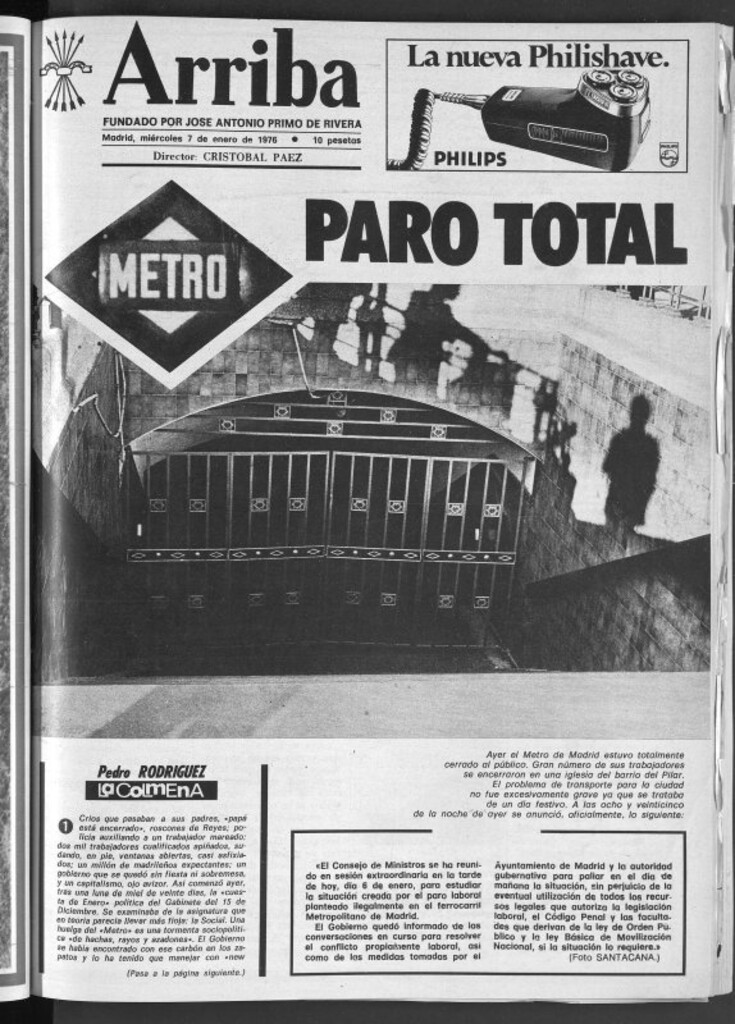 Arriba
FUNDADO POR JOSE ANTONIO PRIMO DE RIVERA
Madrid, miércoles 7 de enero de 1976 • 10 pesetas
Director: CRISTOBAL PAEZ
La nueva Philishave.
PHILIPS
METRO
PARO TOTAL
Ayer el Metro de Madrid estuvo totalmente
cerrado al público. Gran número de sus trabajadores
se encerraron en una iglesia del barrio del Pilar.
El problema de transporte para la ciudad
no fue excesivamente grave ya que se trataba
de un día festivo. A las ocho y veinticinco
de la noche de ayer se anunció, oficialmente, lo siguiente:
Pedro RODRIGUEZ
La COLMENA
1 Crios que pasaban a sus padres, «papá
está encerrado», roscones de Reyes; po-
licía auxiliando a un trabajador mareado;
dos mil trabajadores cualificados apiñados, su-
dando, en pie, ventanas abiertas, casi asfixia-
dos; un millón de madrileños expectantes; un
gobierno que se quedó sin fiesta ni sobremesa,
y un capitalismo, ojo avizor. Así comenzó ayer,
tras una luna de miel de veinte días, la «cues-
ta de Enero» política del Gabinete del 15 de
Diciembre. Se examinaba de la asignatura que
en teoría parecía llevar más floja: la Social. Una
huelga del «Metro» es una tormenta sociopolíti-
ca «de hachas, rayos y azadones». El Gobierno
se había encontrado con ese carbón en los za-
patos y lo ha tenido que manejar con «new
(Pasa a la página siguiente.)
«El Consejo de Ministros se ha reuni-
do en sesión extraordinaria en la tarde
de hoy, día 6 de enero, para estudiar
la situación creada por el paro laboral
planteado ilegalmente en el ferrocarril
Metropolitano de Madrid.
El Gobierno quedó informado de las
conversaciones en curso para resolver
el conflicto propiamente laboral, así
como de las medidas tomadas por el
Ayuntamiento de Madrid y la autoridad
gubernativa para paliar en el día de
mañana la situación, sin perjuicio de la
eventual utilización de todos los recur-
sos legales que autoriza la legislación
laboral, el Código Penal y las faculta-
des que derivan de la ley de Orden Pú-
blico y la ley Básica de Movilización
Nacional, si la situación lo requiere.»
(Foto SANTACANA.)